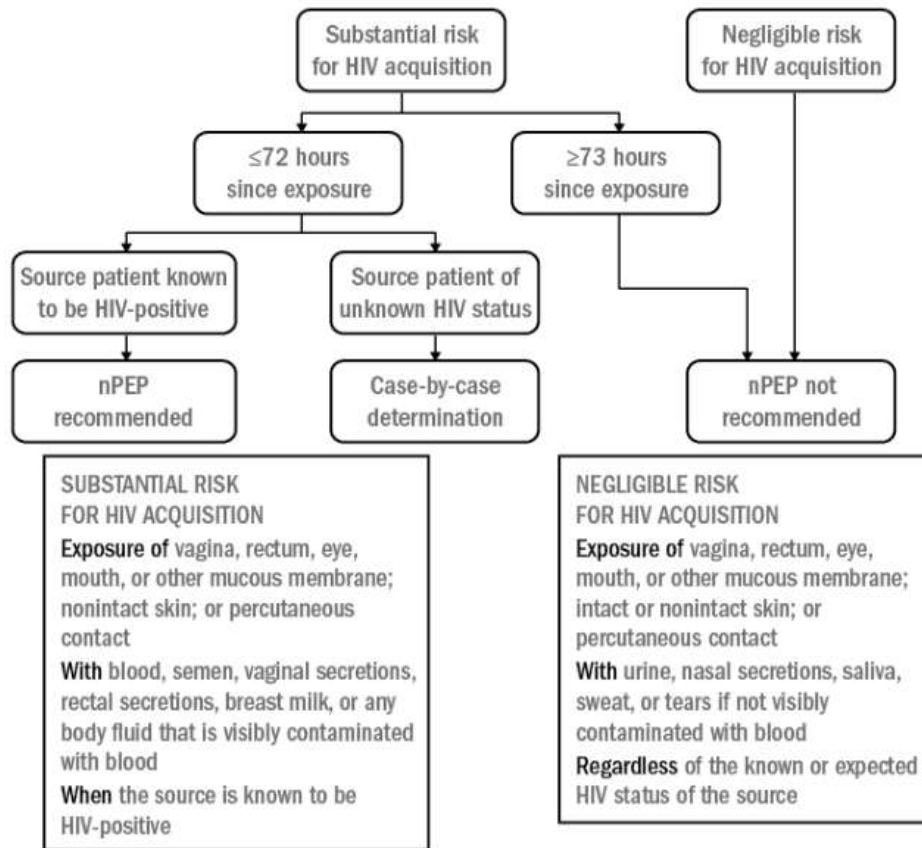 Substantial risk
for HIV acquisition
Negligible risk
for HIV acquisition
≤72 hours
since exposure
≥73 hours
since exposure
Source patient known
to be HIV-positive
Source patient of
unknown HIV status
nPEP
recommended
Case-by-case
determination
nPEP not
recommended
SUBSTANTIAL RISK
FOR HIV ACQUISITION
Exposure of vagina, rectum, eye,
mouth, or other mucous membrane;
nonintact skin; or percutaneous
contact
With blood, semen, vaginal secretions,
rectal secretions, breast milk, or any
body fluid that is visibly contaminated
with blood
When the source is known to be
HIV-positive
NEGLIGIBLE RISK
FOR HIV ACQUISITION
Exposure of vagina, rectum, eye,
mouth, or other mucous membrane;
intact or nonintact skin; or
percutaneous contact
With urine, nasal secretions, saliva,
sweat, or tears if not visibly
contaminated with blood
Regardless of the known or expected
HIV status of the source